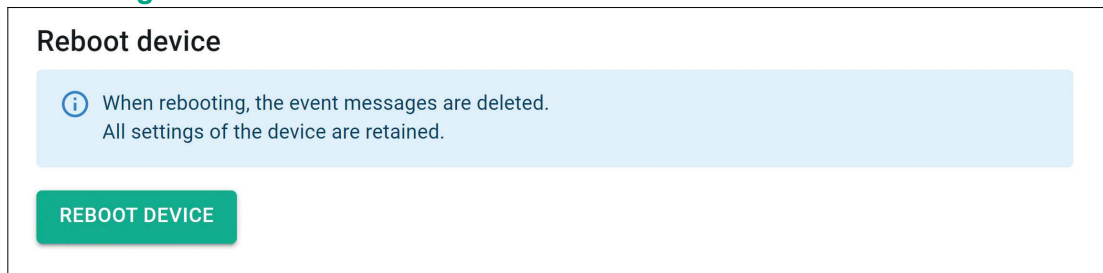 Reboot device
When rebooting, the event messages are deleted.
All settings of the device are retained.
REBOOT DEVICE